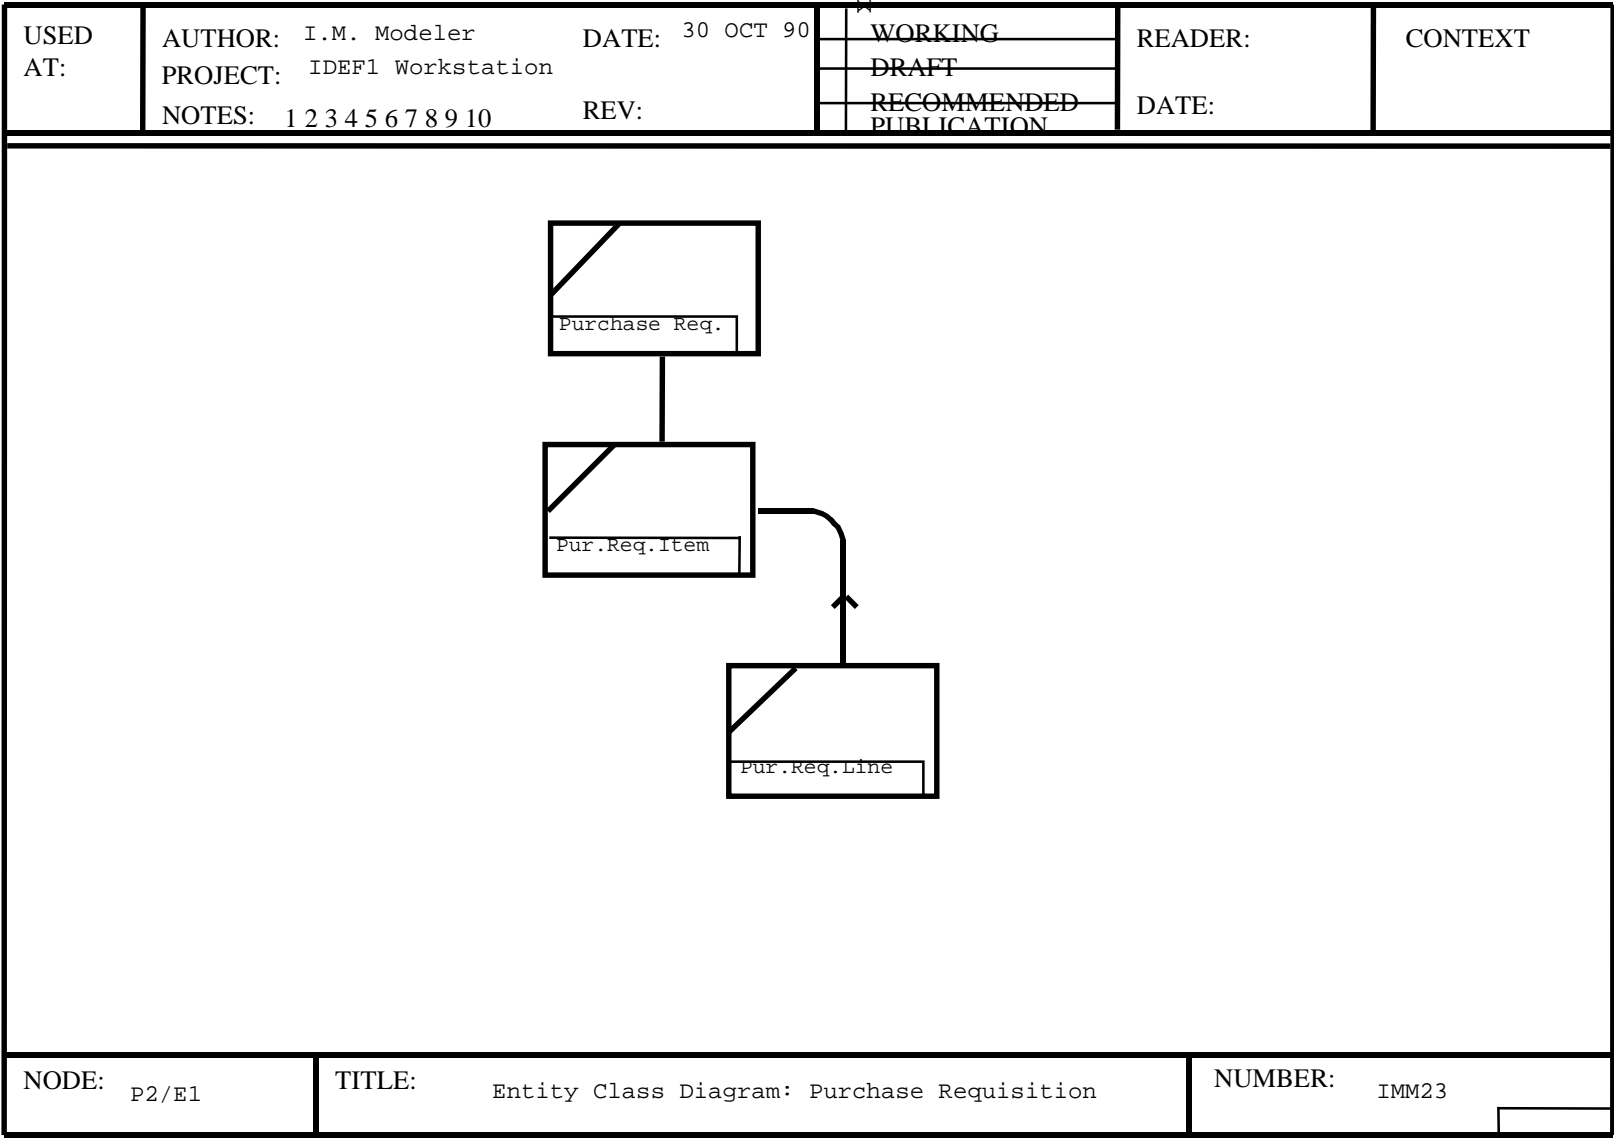 USED AT:
AUTHOR: I.M. Modeler
DATE: 30 OCT 90
PROJECT: IDEF1 Workstation
NOTES: 1 2 3 4 5 6 7 8 9 10
REV:
WORKING
DRAFT
RECOMMENDED
PUBLICATION
READER:
DATE:
CONTEXT
Purchase Req.
Pur.Req.Item
Pur.Req.Line
NODE: P2/E1
TITLE: Entity Class Diagram: Purchase Requisition
NUMBER: IMM23